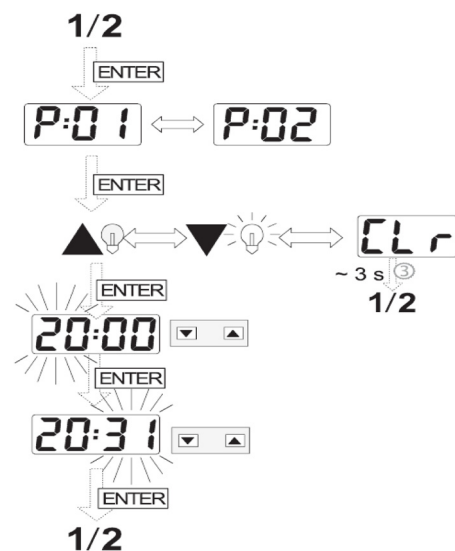 1/2
ENTER
P:01 P:02
ENTER
CLr
~ 3 s ③
1/2
ENTER
20:00
ENTER
20:31
ENTER
1/2